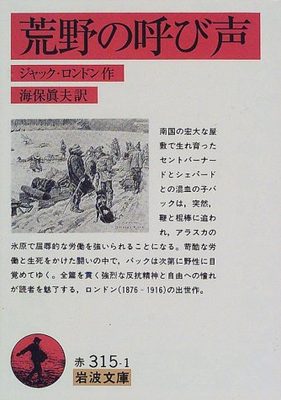 荒野の呼び声
ジャック・ロンドン作
海保眞夫訳
南国の宏大な屋
敷で生れ育った
セントバーナー
ドとシェパード
との混血の子バ
ックは，突然，
鞭と棍棒に追わ
れ，アラスカの
氷原で屈辱的な労働を強いられることになる．苛酷な労
働と生死をかけた闘いの中で，バックは次第に野性に目
覚めてゆく．全篇を貫く強烈な反抗精神と自由への憧れ
が読者を魅了する，ロンドン(1876‐1916)の出世作．
赤 315-1
岩波文庫